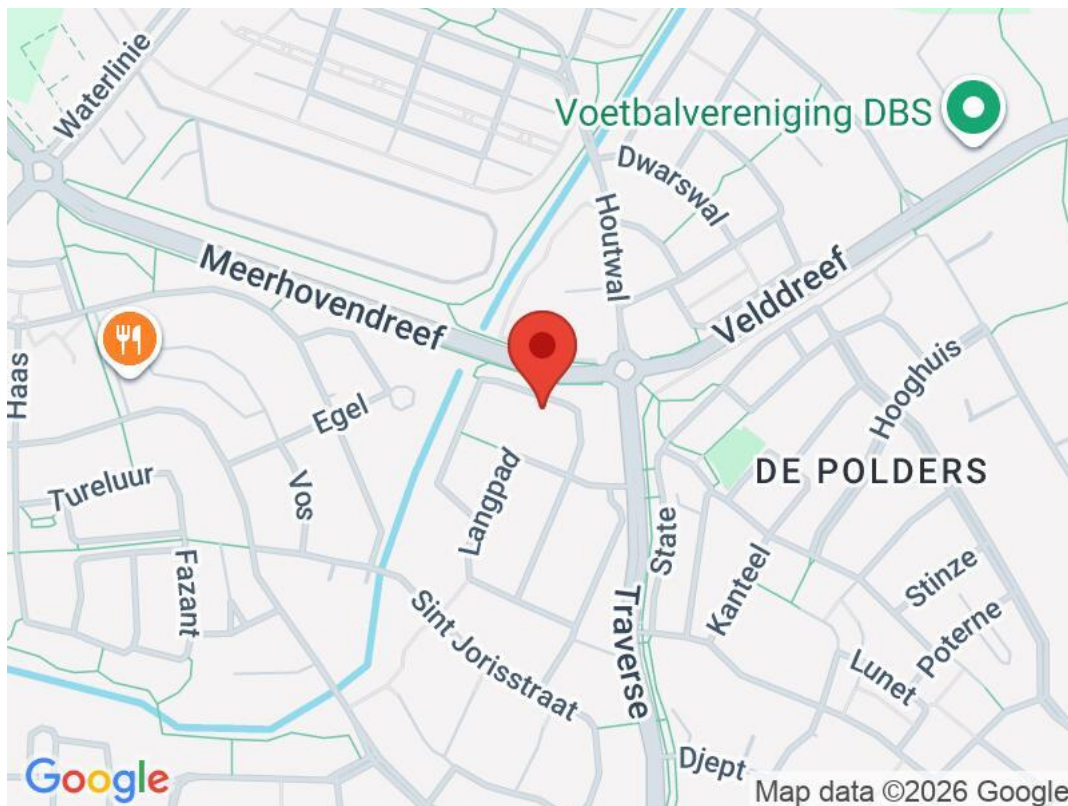 Waterlinie
Voetbalvereniging DBS
Dwarswal
Houtwal
Meerhovendreef
Velddreef
Haas
Egel
Hooghuis
DE POLDERS
Tureluur
Vos
Langpad
State
Fazant
Kanteel
Stinze
Sint Jorisstraat
Traverse
Poterne
Lunet
Djept
Google
Map data ©2026 Google